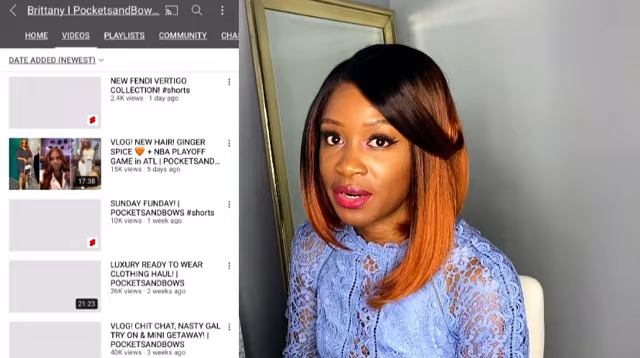 Brittany I PocketsandBow...
HOME VIDEOS PLAYLISTS COMMUNITY CHA
DATE ADDED (NEWEST)
NEW FENDI VERTIGO
COLLECTION! #shorts
2.4K views · 1 day ago
VLOG! NEW HAIR! GINGER
SPICE 🧡 + NBA PLAYOFF
GAME in ATL | POCKETSAND...
15K views · 5 days ago
17:36
SUNDAY FUNDAY! |
POCKETSANDBOWS #shorts
10K views · 1 week ago
LUXURY READY TO WEAR
CLOTHING HAUL! |
POCKETSANDBOWS
26K views · 2 weeks ago
21:23
VLOG! CHIT CHAT, NASTY GAL
TRY ON & MINI GETAWAY! |
POCKETSANDBOWS
40K views · 3 weeks ago